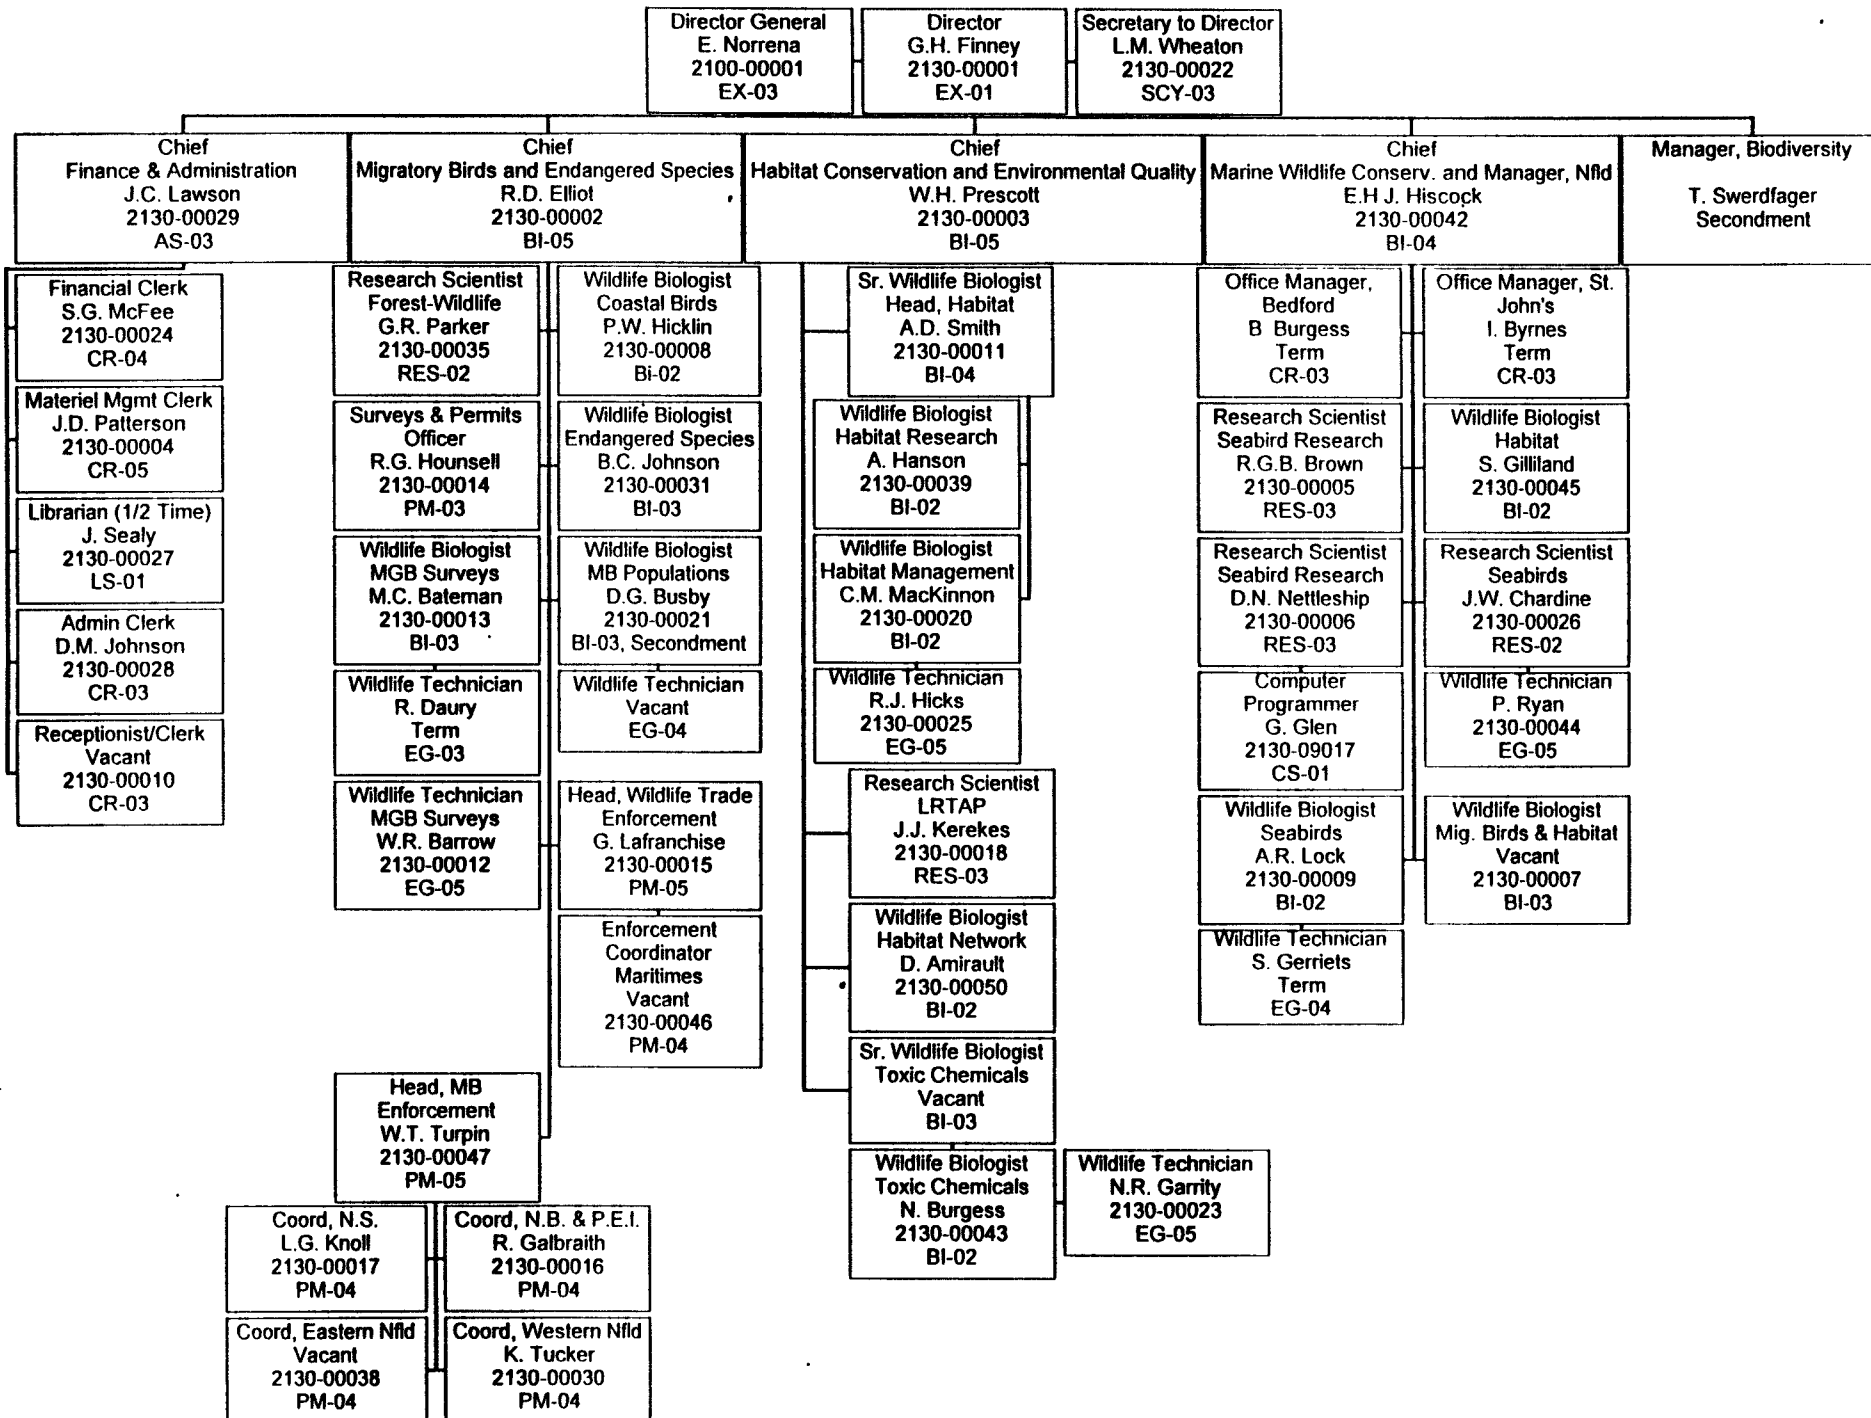 Director General
E. Norrena
2100-00001
EX-03
Director
G.H. Finney
2130-00001
EX-01
Secretary to Director
L.M. Wheaton
2130-00022
SCY-03
Chief
Finance & Administration
J.C. Lawson
2130-00029
AS-03
Chief
Migratory Birds and Endangered Species
R.D. Elliot
2130-00002
BI-05
Chief
Habitat Conservation and Environmental Quality
W.H. Prescott
2130-00003
BI-05
Chief
Marine Wildlife Conserv. and Manager, Nfld
E.H J. Hiscock
2130-00042
BI-04
Manager, Biodiversity
T. Swerdfager
Secondment
Financial Clerk
S.G. McFee
2130-00024
CR-04
Materiel Mgmt Clerk
J.D. Patterson
2130-00004
CR-05
Librarian (1/2 Time)
J. Sealy
2130-00027
LS-01
Admin Clerk
D.M. Johnson
2130-00028
CR-03
Receptionist/Clerk
Vacant
2130-00010
CR-03
Research Scientist
Forest-Wildlife
G.R. Parker
2130-00035
RES-02
Wildlife Biologist
Coastal Birds
P.W. Hicklin
2130-00008
Bi-02
Surveys & Permits
Officer
R.G. Hounsell
2130-00014
PM-03
Wildlife Biologist
Endangered Species
B.C. Johnson
2130-00031
BI-03
Wildlife Biologist
MGB Surveys
M.C. Bateman
2130-00013
BI-03
Wildlife Biologist
MB Populations
D.G. Busby
2130-00021
BI-03, Secondment
Wildlife Technician
R. Daury
Term
EG-03
Wildlife Technician
Vacant
EG-04
Wildlife Technician
MGB Surveys
W.R. Barrow
2130-00012
EG-05
Head, Wildlife Trade
Enforcement
G. Lafranchise
2130-00015
PM-05
Enforcement
Coordinator
Maritimes
Vacant
2130-00046
PM-04
Head, MB
Enforcement
W.T. Turpin
2130-00047
PM-05
Coord, N.S.
L.G. Knoll
2130-00017
PM-04
Coord, N.B. & P.E.I.
R. Galbraith
2130-00016
PM-04
Coord, Eastern Nfld
Vacant
2130-00038
PM-04
Coord, Western Nfld
K. Tucker
2130-00030
PM-04
Sr. Wildlife Biologist
Head, Habitat
A.D. Smith
2130-00011
BI-04
Wildlife Biologist
Habitat Research
A. Hanson
2130-00039
BI-02
Wildlife Biologist
Habitat Management
C.M. MacKinnon
2130-00020
BI-02
Wildlife Technician
R.J. Hicks
2130-00025
EG-05
Research Scientist
LRTAP
J.J. Kerekes
2130-00018
RES-03
Wildlife Biologist
Habitat Network
D. Amirault
2130-00050
BI-02
Sr. Wildlife Biologist
Toxic Chemicals
Vacant
BI-03
Wildlife Biologist
Toxic Chemicals
N. Burgess
2130-00043
BI-02
Wildlife Technician
N.R. Garrity
2130-00023
EG-05
Office Manager,
Bedford
B Burgess
Term
CR-03
Office Manager, St.
John's
I. Byrnes
Term
CR-03
Research Scientist
Seabird Research
R.G.B. Brown
2130-00005
RES-03
Wildlife Biologist
Habitat
S. Gilliland
2130-00045
BI-02
Research Scientist
Seabird Research
D.N. Nettleship
2130-00006
RES-03
Research Scientist
Seabirds
J.W. Chardine
2130-00026
RES-02
Computer
Programmer
G. Glen
2130-09017
CS-01
Wildlife Technician
P. Ryan
2130-00044
EG-05
Wildlife Biologist
Seabirds
A.R. Lock
2130-00009
BI-02
Wildlife Biologist
Mig. Birds & Habitat
Vacant
2130-00007
BI-03
Wildlife Technician
S. Gerriets
Term
EG-04